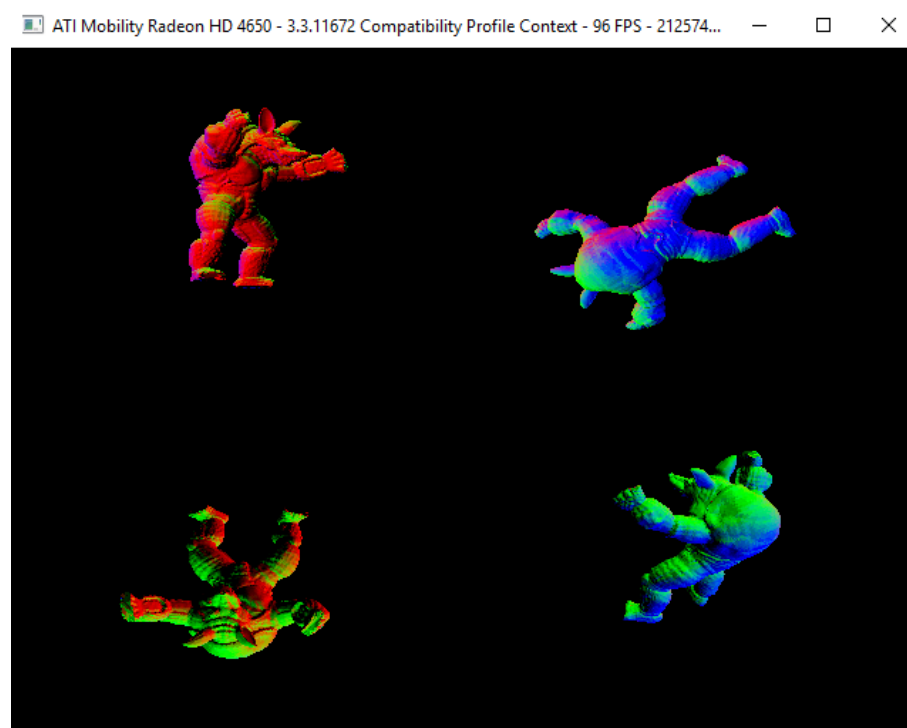 ATI Mobility Radeon HD 4650 - 3.3.11672 Compatibility Profile Context - 96 FPS - 212574...